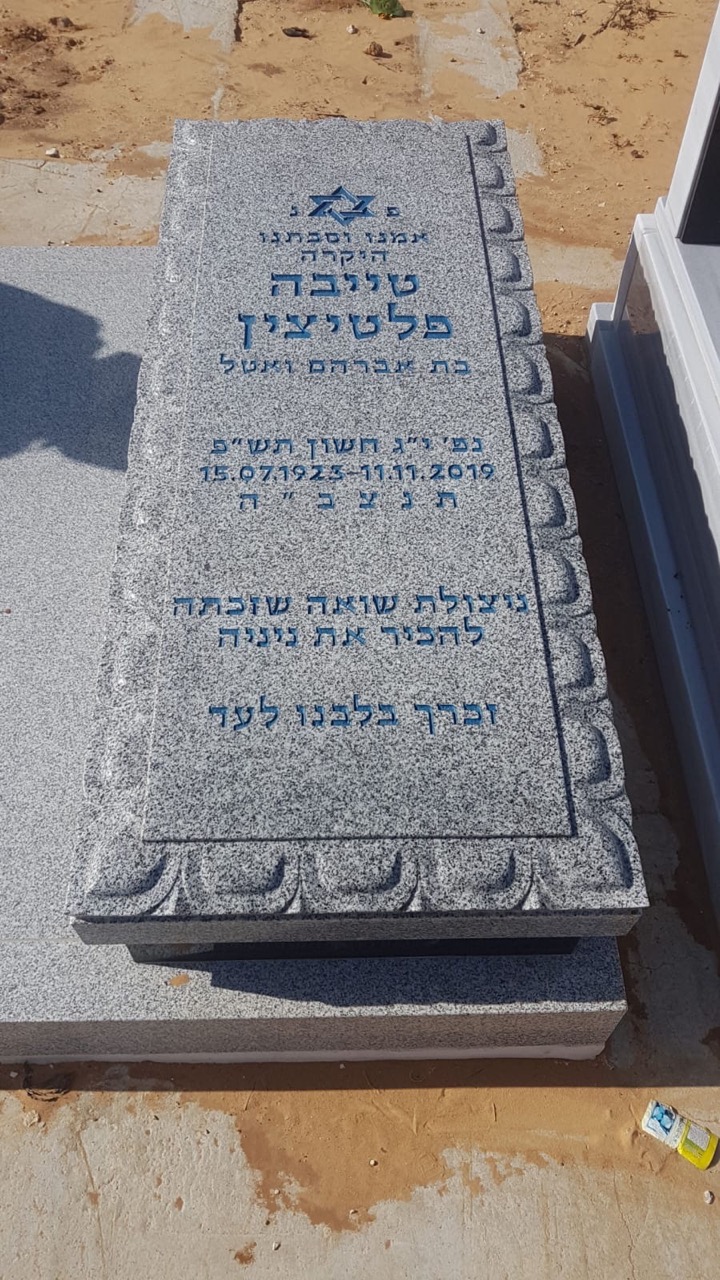 פ נ
אמנו וסבתנו
היקרה
טייבה
פלטיצין
בת אברהם ואטל
נפ׳ י״ג חשון תש״פ
15.07.1923-11.11.2019
ת נ צ ב ״ ה
ניצולת שואה שזכתה
להכיר את ניניה
זכרך בלבנו לעד